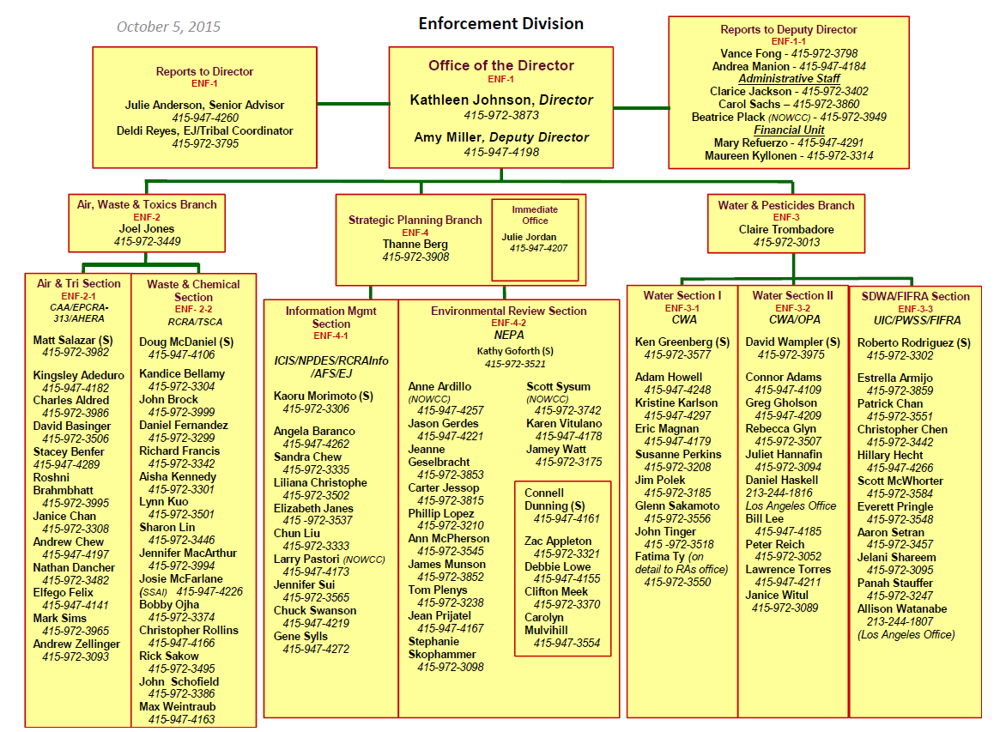 October 5, 2015
Enforcement Division
Reports to Director
ENF-1
Julie Anderson, Senior Advisor
415-947-4260
Deldi Reyes, EJ/Tribal Coordinator
415-972-3795
Office of the Director
ENF-1
Kathleen Johnson, Director
415-972-3873
Amy Miller, Deputy Director
415-947-4198
Reports to Deputy Director
ENF-1-1
Vance Fong - 415-972-3798
Andrea Manion - 415-947-4184
Administrative Staff
Clarice Jackson - 415-972-3402
Carol Sachs – 415-972-3860
Beatrice Plack (NOWCC) - 415-972-3949
Financial Unit
Mary Refuerzo - 415-947-4291
Maureen Kyllonen - 415-972-3314
Air, Waste & Toxics Branch
ENF-2
Joel Jones
415-972-3449
Strategic Planning Branch
ENF-4
Thanne Berg
415-972-3908
Immediate
Office
Julie Jordan
415-947-4207
Water & Pesticides Branch
ENF-3
Claire Trombadore
415-972-3013
Air & Tri Section
ENF-2-1
CAA/EPCRA-
313/AHERA
Matt Salazar (S)
415-972-3982
Kingsley Adeduro
415-947-4182
Charles Aldred
415-972-3986
David Basinger
415-972-3506
Stacey Benfer
415-947-4289
Roshni
Brahmbhatt
415-972-3995
Janice Chan
415-972-3308
Andrew Chew
415-947-4197
Nathan Dancher
415-972-3482
Elfego Felix
415-947-4141
Mark Sims
415-972-3965
Andrew Zellinger
415-972-3093
Waste & Chemical
Section
ENF- 2-2
RCRA/TSCA
Doug McDaniel (S)
415-947-4106
Kandice Bellamy
415-972-3304
John Brock
415-972-3999
Daniel Fernandez
415-972-3299
Richard Francis
415-972-3342
Aisha Kennedy
415-972-3301
Lynn Kuo
415-972-3501
Sharon Lin
415-972-3446
Jennifer MacArthur
415-972-3994
Josie McFarlane
(SSAI) 415-947-4226
Bobby Ojha
415-972-3374
Christopher Rollins
415-947-4166
Rick Sakow
415-972-3495
John Schofield
415-972-3386
Max Weintraub
415-947-4163
Information Mgmt
Section
ENF-4-1
ICIS/NPDES/RCRAInfo
/AFS/EJ
Kaoru Morimoto (S)
415-972-3306
Angela Baranco
415-947-4262
Sandra Chew
415-972-3335
Liliana Christophe
415-972-3502
Elizabeth Janes
415 -972-3537
Chun Liu
415-972-3333
Larry Pastori (NOWCC)
415-947-4173
Jennifer Sui
415-972-3565
Chuck Swanson
415-947-4219
Gene Sylls
415-947-4272
Environmental Review Section
ENF-4-2
NEPA
Kathy Goforth (S)
415-972-3521
Anne Ardillo
(NOWCC)
415-947-4257
Jason Gerdes
415-947-4221
Jeanne
Geselbracht
415-972-3853
Carter Jessop
415-972-3815
Phillip Lopez
415-972-3210
Ann McPherson
415-972-3545
James Munson
415-972-3852
Tom Plenys
415-972-3238
Jean Prijatel
415-947-4167
Stephanie
Skophammer
415-972-3098
Scott Sysum
(NOWCC)
415-972-3742
Karen Vitulano
415-947-4178
Jamey Watt
415-972-3175
Connell
Dunning (S)
415-947-4161
Zac Appleton
415-972-3321
Debbie Lowe
415-947-4155
Clifton Meek
415-972-3370
Carolyn
Mulvihill
415-947-3554
Water Section I
ENF-3-1
CWA
Ken Greenberg (S)
415-972-3577
Adam Howell
415-947-4248
Kristine Karlson
415-947-4297
Eric Magnan
415-947-4179
Susanne Perkins
415-972-3208
Jim Polek
415-972-3185
Glenn Sakamoto
415-972-3556
John Tinger
415 -972-3518
Fatima Ty (on
detail to RAs office)
415-972-3550
Water Section II
ENF-3-2
CWA/OPA
David Wampler (S)
415-972-3975
Connor Adams
415-947-4109
Greg Gholson
415-947-4209
Rebecca Glyn
415-972-3507
Juliet Hannafin
415-972-3094
Daniel Haskell
213-244-1816
Los Angeles Office
Bill Lee
415-947-4185
Peter Reich
415-972-3052
Lawrence Torres
415-947-4211
Janice Witul
415-972-3089
SDWA/FIFRA Section
ENF-3-3
UIC/PWSS/FIFRA
Roberto Rodriguez (S)
415-972-3302
Estrella Armijo
415-972-3859
Patrick Chan
415-972-3551
Christopher Chen
415-972-3442
Hillary Hecht
415-947-4266
Scott McWhorter
415-972-3584
Everett Pringle
415-972-3548
Aaron Setran
415-972-3457
Jelani Shareem
415-972-3095
Panah Stauffer
415-972-3247
Allison Watanabe
213-244-1807
(Los Angeles Office)